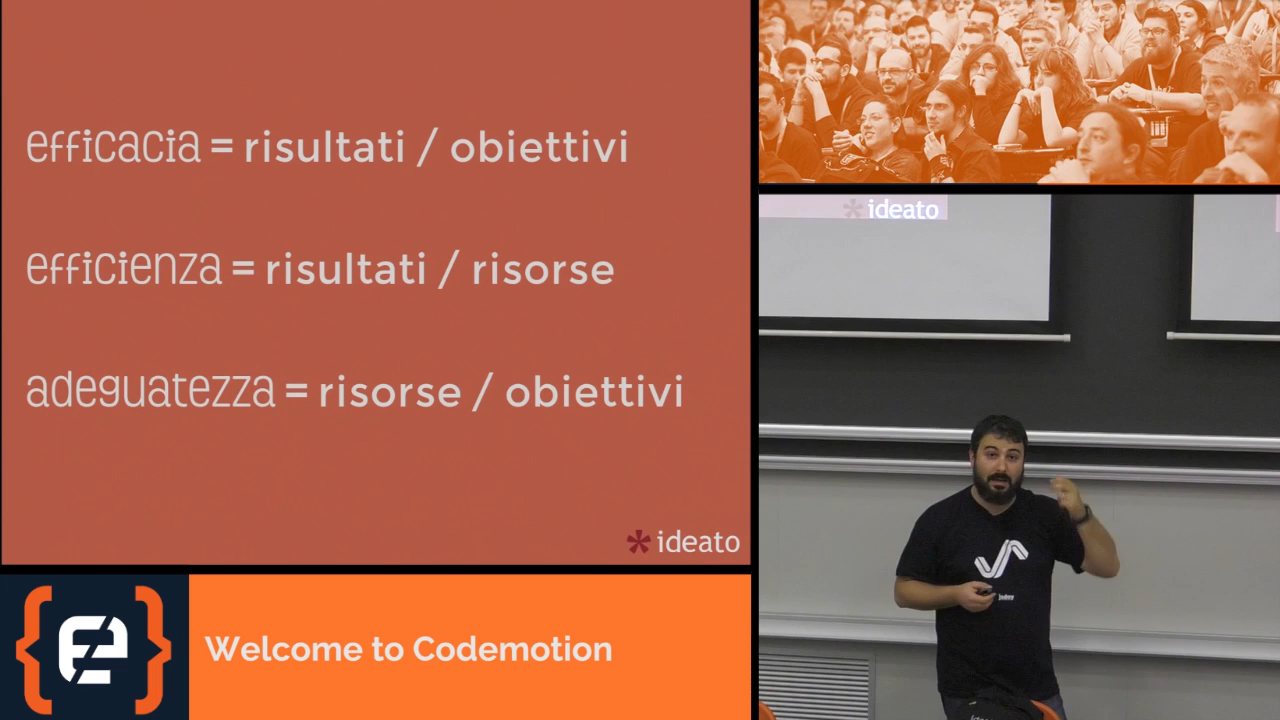 efficacia = risultati / obiettivi
efficienza = risultati / risorse
adeguatezza = risorse / obiettivi
* ideato
Welcome to Codemotion
* ideato